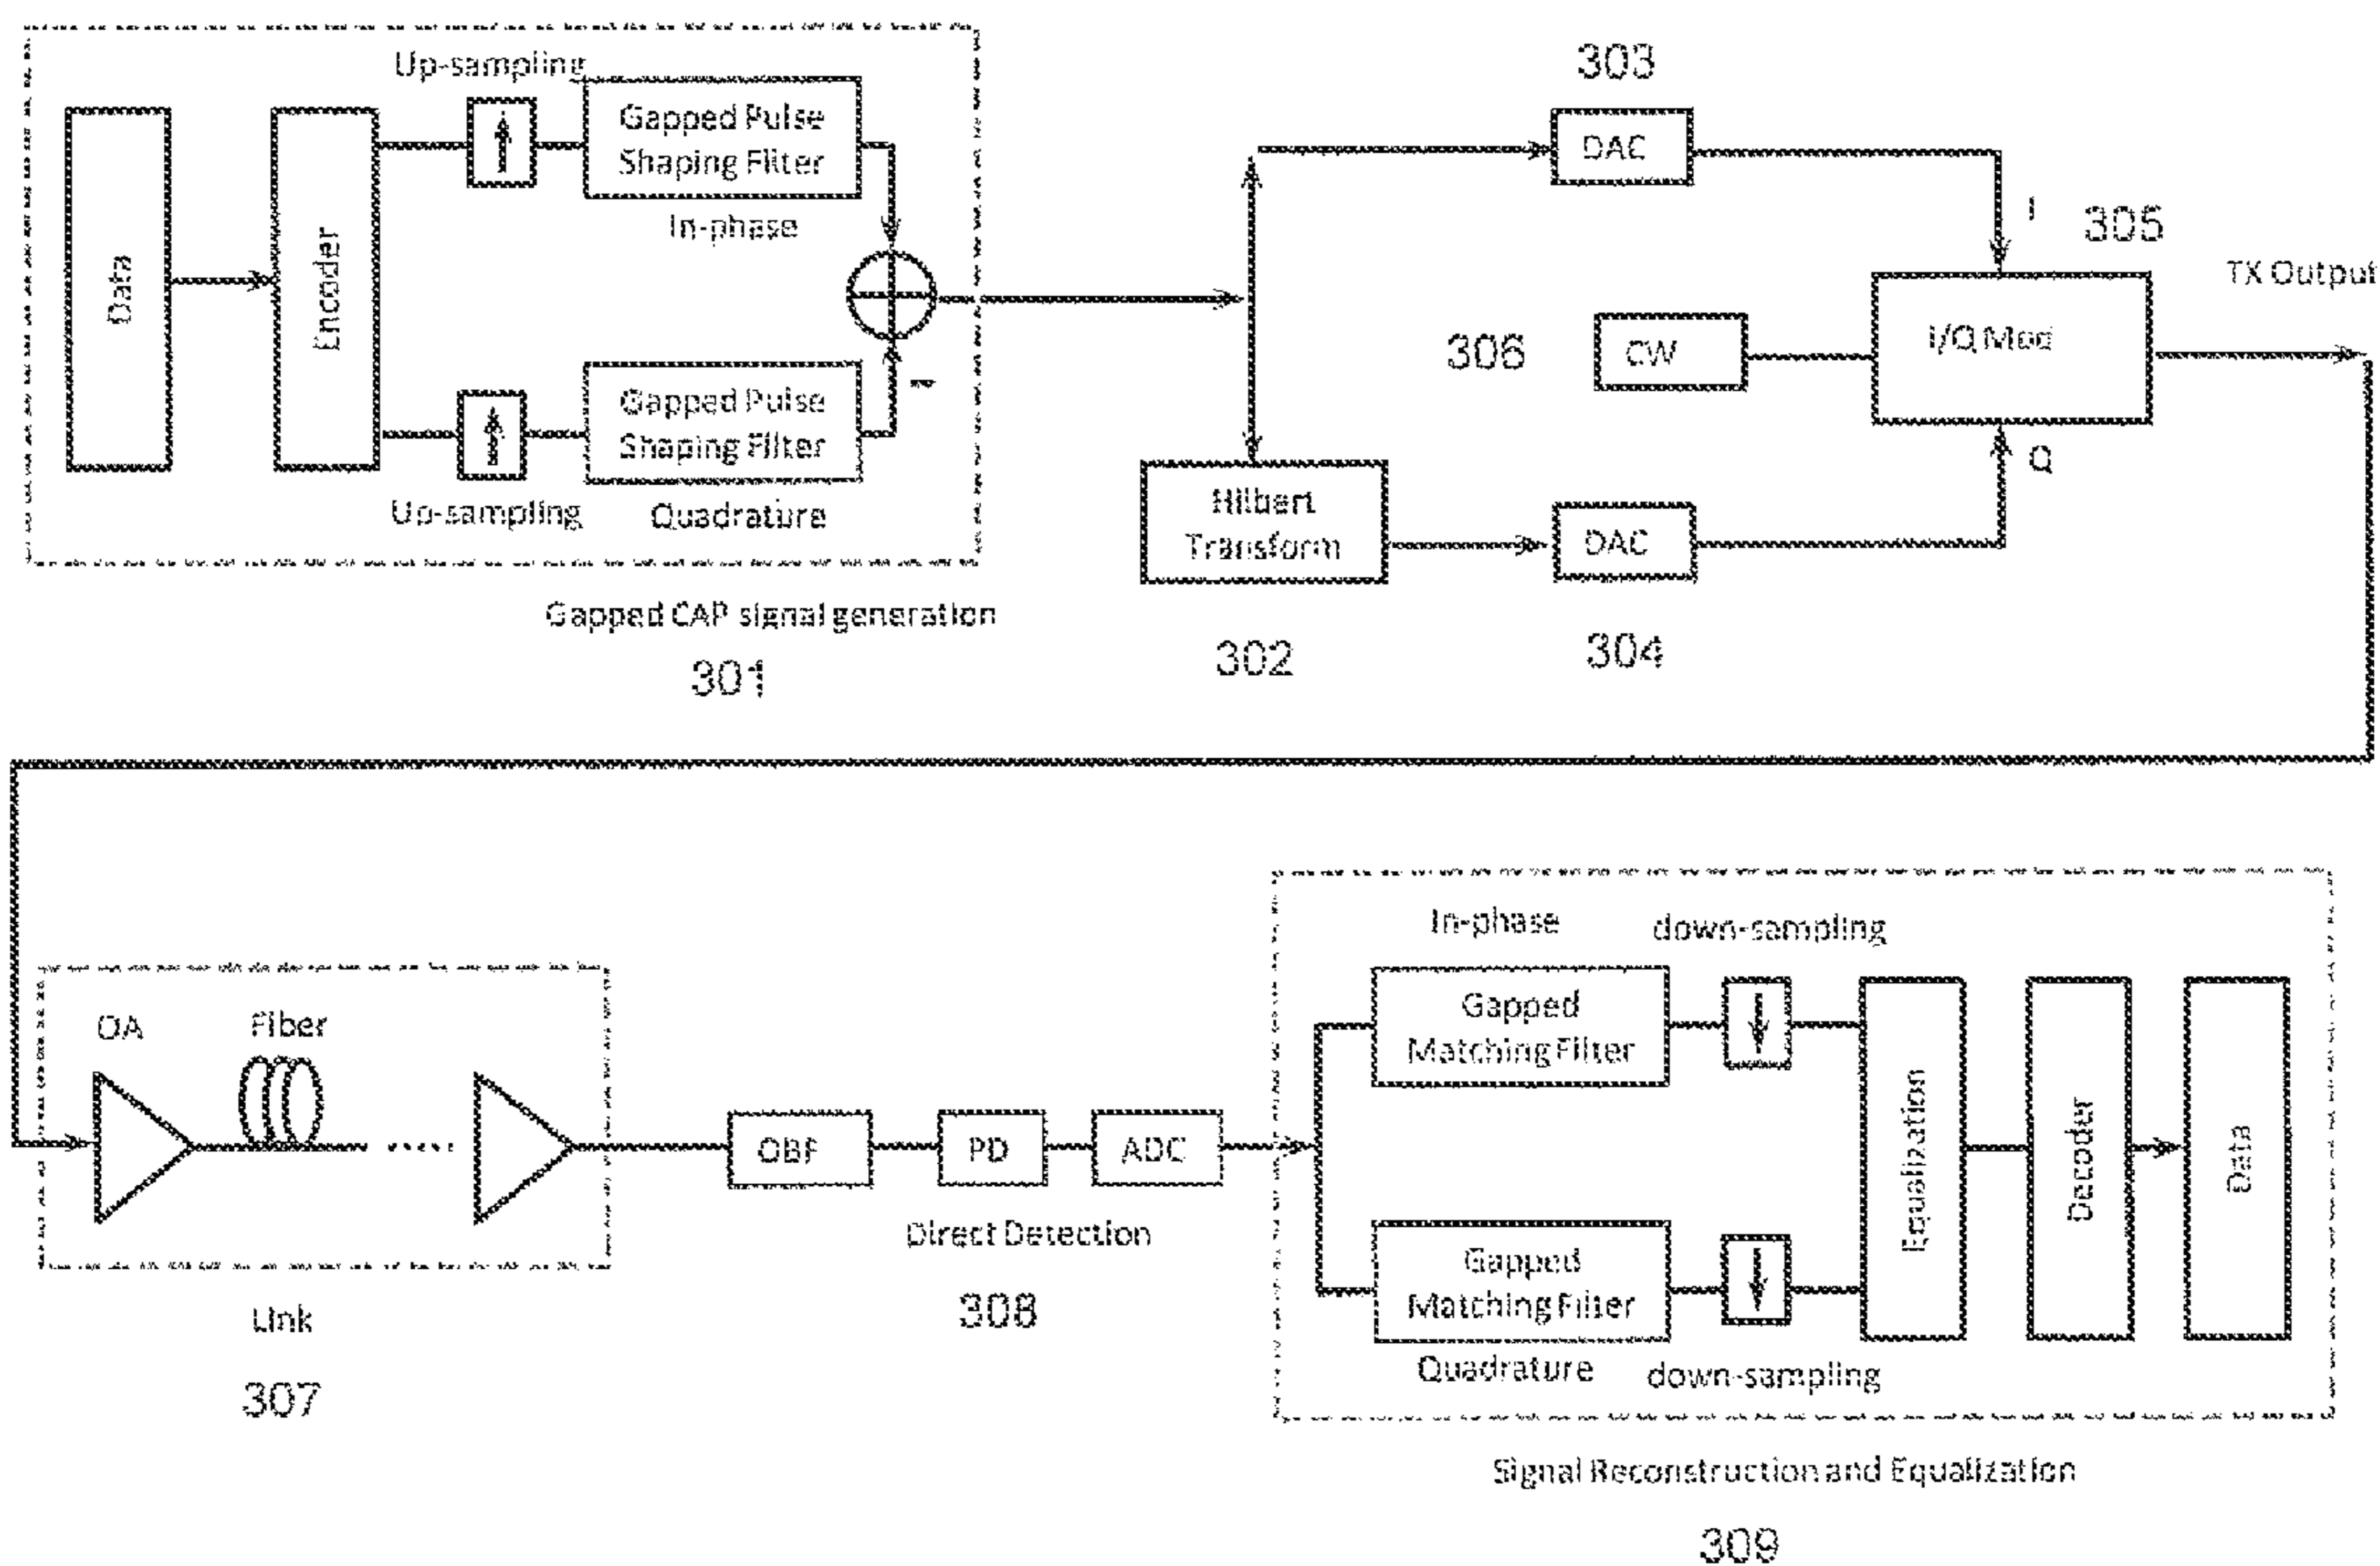 Up-sampling
Data
Encoder
Gapped Pulse
Shaping Filter
In-phase
Gapped Pulse
Shaping Filter
Up-sampling
Quadrature
Gapped CAP signal generation
301
303
DAC
I
305
TX Output
306
CW
I/Q Mod
Q
Hilbert
Transform
DAC
302
304
OA
Fiber
Link
307
OBF
PD
ADC
Direct Detection
308
In-phase
down-sampling
Gapped
Matching Filter
Equalization
Decoder
Data
Gapped
Matching Filter
Quadrature
down-sampling
Signal Reconstruction and Equalization
309